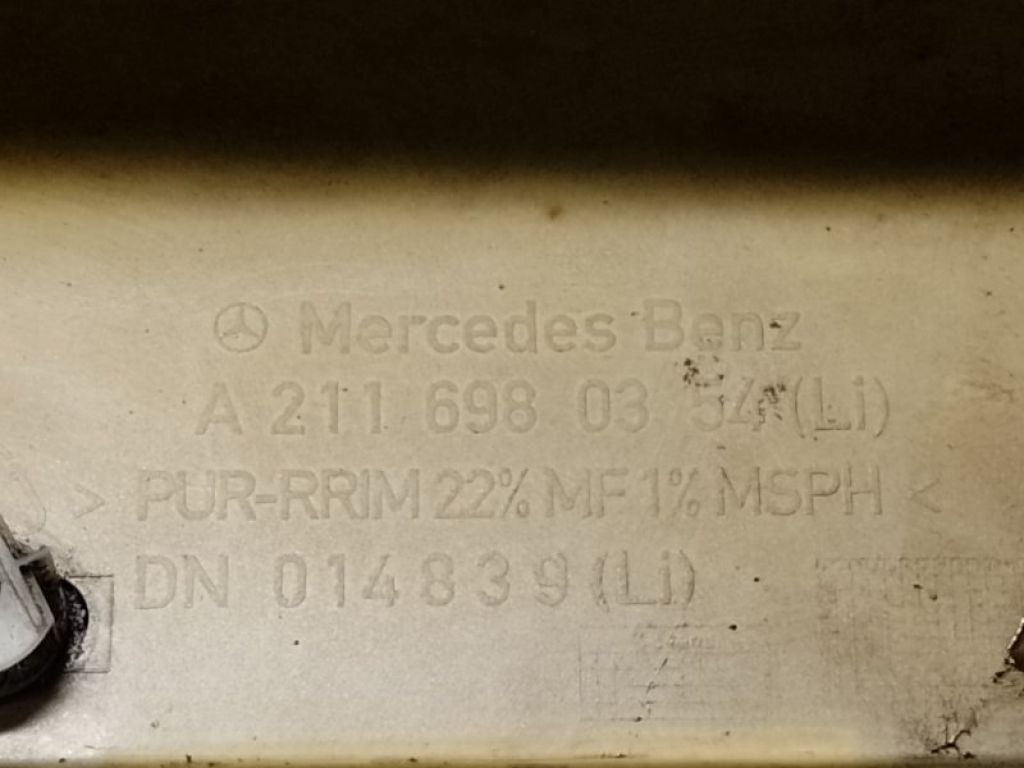 Mercedes Benz
A 211 698 03 54 (Li)
> PUR-RRIM 22% MF 1% MSPH <
DN 014839 (Li)